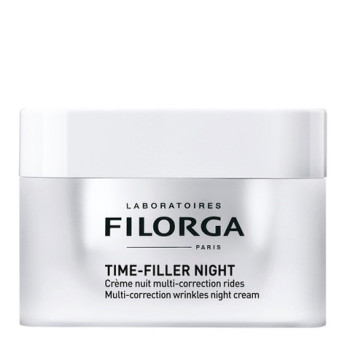 LABORATOIRES
FILORGA
PARIS
TIME-FILLER NIGHT
Crème nuit multi-correction rides
Multi-correction wrinkles night cream